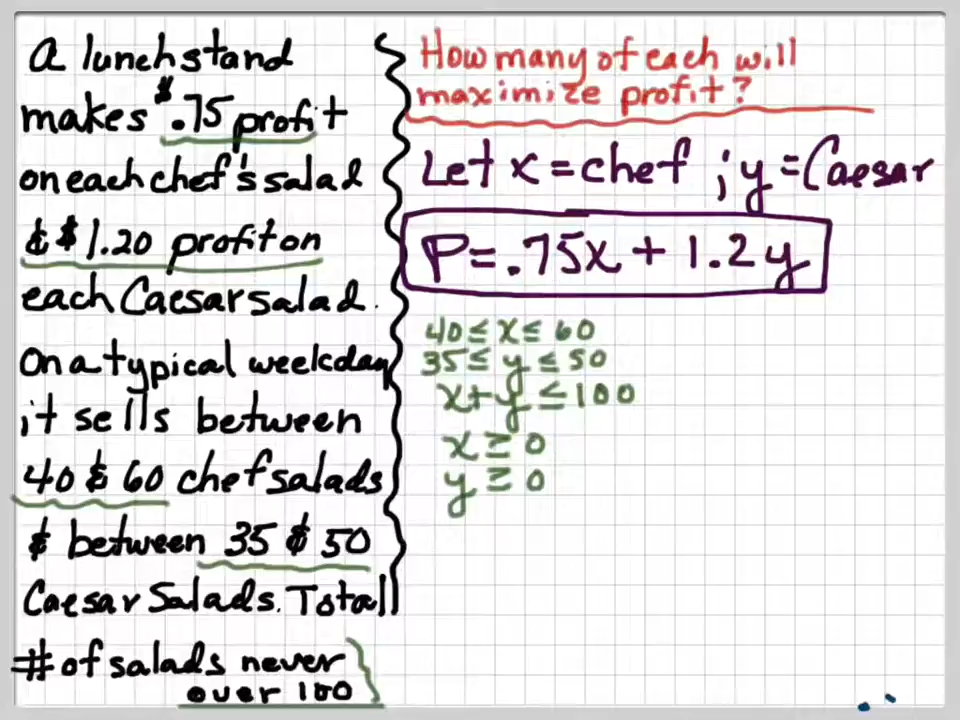 A lunch stand
makes $.75 profit
on each chef's salad
& $1.20 profit on
each Caesar salad.
On a typical weekday
it sells between
40 & 60 chef salads
& between 35 & 50
Caesar Salads. Total
# of salads never
over 100
How many of each will
maximize profit?
Let x = chef ; y = Caesar
P = .75x + 1.2y
40 ≤ x ≤ 60
35 ≤ y ≤ 50
x + y ≤ 100
x ≥ 0
y ≥ 0